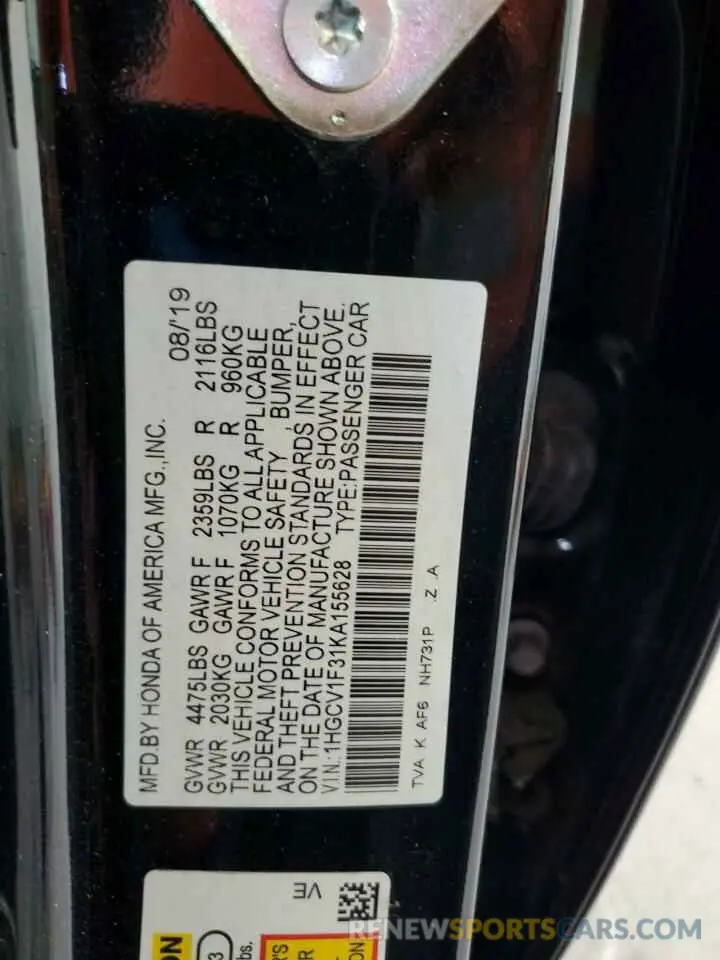 MFD.BY HONDA OF AMERICA MFG.,INC. 08/'19
GVWR 4475LBS GAWR F 2359LBS R 2116LBS
GVWR 2030KG GAWR F 1070KG R 960KG
THIS VEHICLE CONFORMS TO ALL APPLICABLE
FEDERAL MOTOR VEHICLE SAFETY , BUMPER,
AND THEFT PREVENTION STANDARDS IN EFFECT
ON THE DATE OF MANUFACTURE SHOWN ABOVE.
VIN:1HGCV1F31KA155628 TYPE:PASSENGER CAR
TVA K AF6 NH731P .Z .A
VE
3
RENEWSPORTSCARS.COM